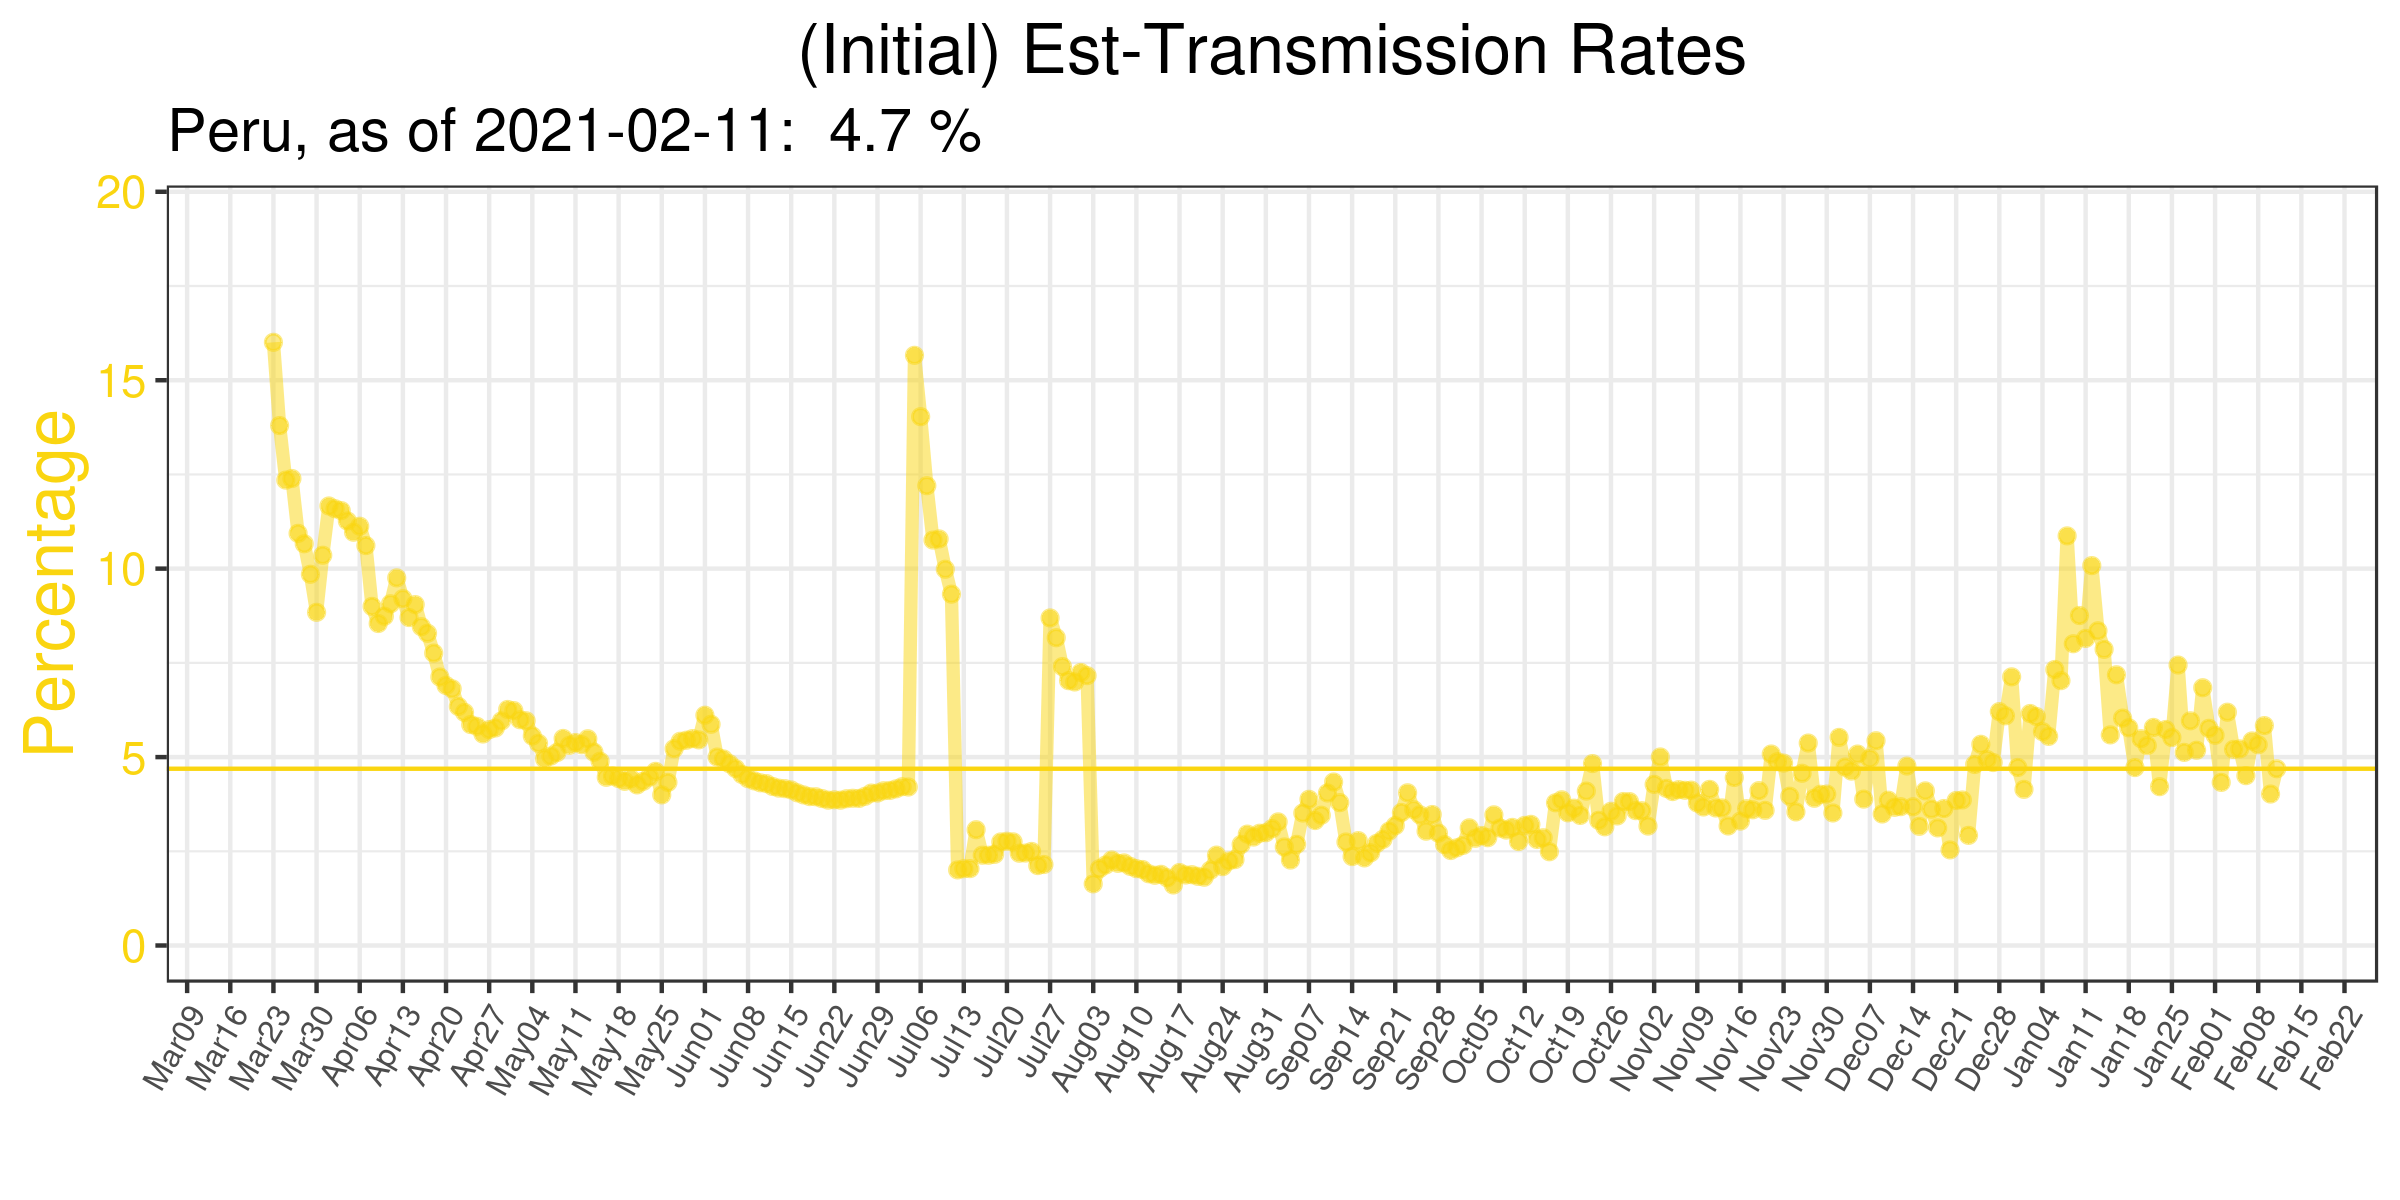 (Initial) Est-Transmission Rates
Peru, as of 2021-02-11:  4.7 %
Percentage
20
15
10
5
0
Mar09 Mar16 Mar23 Mar30 Apr06 Apr13 Apr20 Apr27 May04 May11 May18 May25 Jun01 Jun08 Jun15 Jun22 Jun29 Jul06 Jul13 Jul20 Jul27 Aug03 Aug10 Aug17 Aug24 Aug31 Sep07 Sep14 Sep21 Sep28 Oct05 Oct12 Oct19 Oct26 Nov02 Nov09 Nov16 Nov23 Nov30 Dec07 Dec14 Dec21 Dec28 Jan04 Jan11 Jan18 Jan25 Feb01 Feb08 Feb15 Feb22